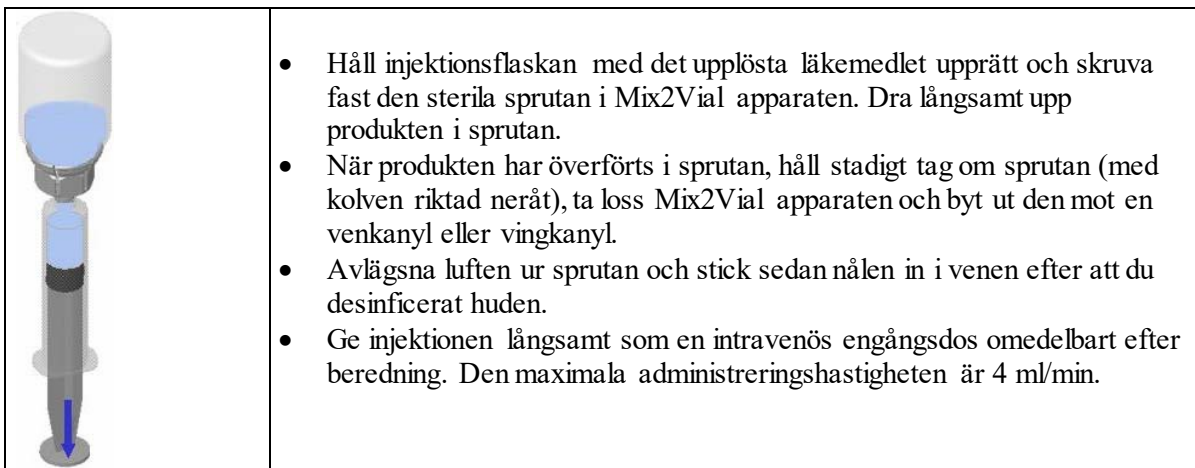 • Håll injektionsflaskan med det upplösta läkemedlet upprätt och skruva
fast den sterila sprutan i Mix2Vial apparaten. Dra långsamt upp
produkten i sprutan.
• När produkten har överförts i sprutan, håll stadigt tag om sprutan (med
kolven riktad neråt), ta loss Mix2Vial apparaten och byt ut den mot en
venkanyl eller vingkanyl.
• Avlägsna luften ur sprutan och stick sedan nålen in i venen efter att du
desinficerat huden.
• Ge injektionen långsamt som en intravenös engångsdos omedelbart efter
beredning. Den maximala administreringshastigheten är 4 ml/min.